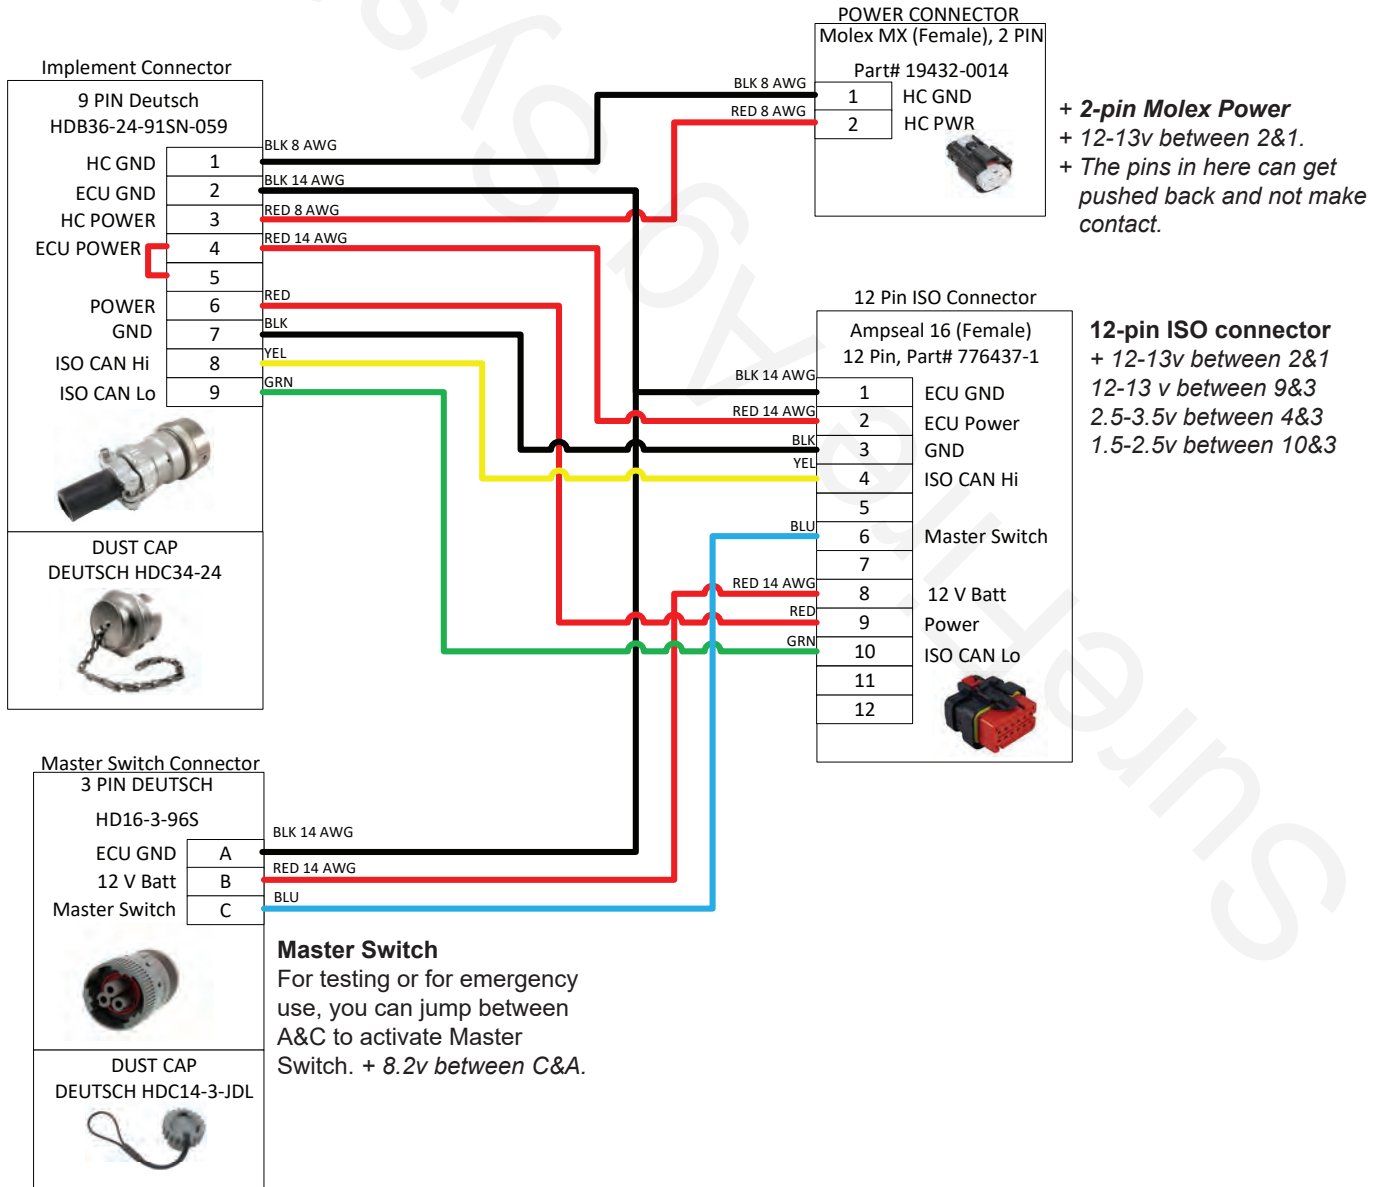 POWER CONNECTOR
Molex MX (Female), 2 PIN
Part# 19432-0014
BLK 8 AWG
1 HC GND
RED 8 AWG
2 HC PWR
+ 2-pin Molex Power
+ 12-13v between 2&1.
+ The pins in here can get
pushed back and not make
contact.
Implement Connector
9 PIN Deutsch
HDB36-24-91SN-059
HC GND 1 BLK 8 AWG
ECU GND 2 BLK 14 AWG
HC POWER 3 RED 8 AWG
ECU POWER 4 RED 14 AWG
5
POWER 6 RED
GND 7 BLK
ISO CAN Hi 8 YEL
ISO CAN Lo 9 GRN
DUST CAP
DEUTSCH HDC34-24
12 Pin ISO Connector
Ampseal 16 (Female)
12 Pin, Part# 776437-1
BLK 14 AWG 1 ECU GND
RED 14 AWG 2 ECU Power
BLK 3 GND
YEL 4 ISO CAN Hi
5
BLU 6 Master Switch
7
RED 14 AWG 8 12 V Batt
RED 9 Power
GRN 10 ISO CAN Lo
11
12
12-pin ISO connector
+ 12-13v between 2&1
12-13 v between 9&3
2.5-3.5v between 4&3
1.5-2.5v between 10&3
Master Switch Connector
3 PIN DEUTSCH
HD16-3-96S
ECU GND A BLK 14 AWG
12 V Batt B RED 14 AWG
Master Switch C BLU
DUST CAP
DEUTSCH HDC14-3-JDL
Master Switch
For testing or for emergency
use, you can jump between
A&C to activate Master
Switch. + 8.2v between C&A.
SureFire Ag Sys